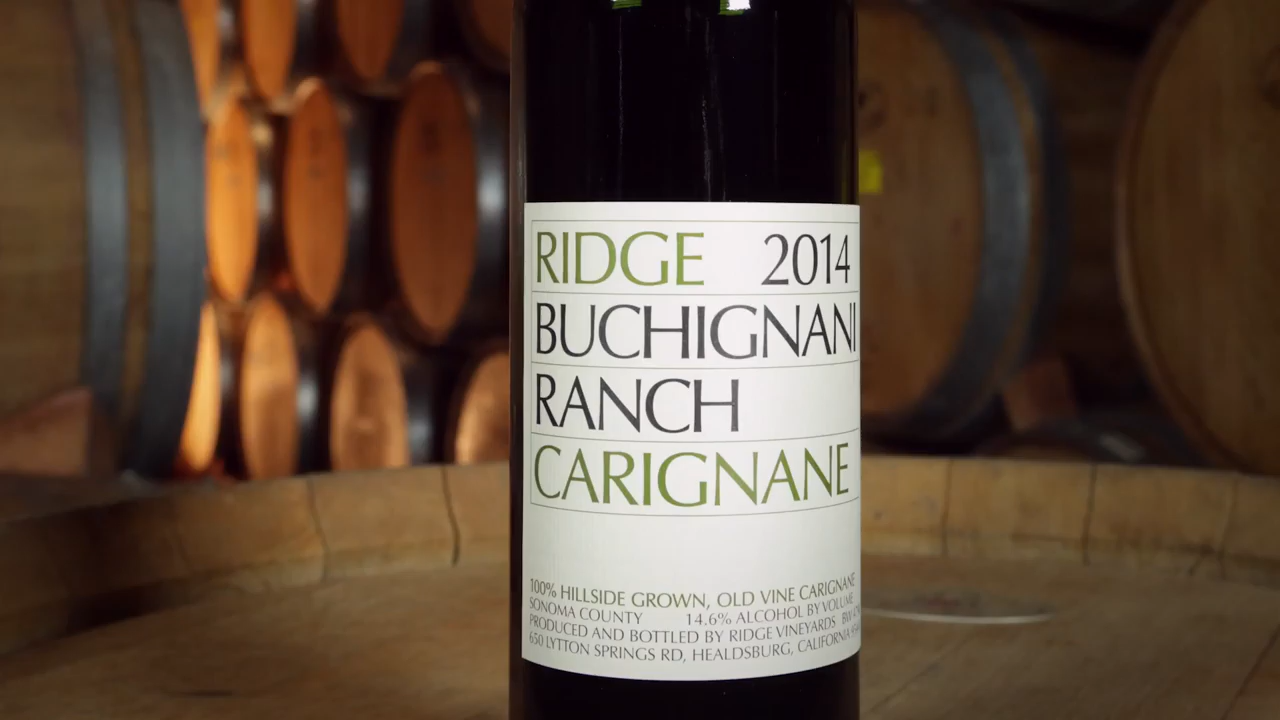 RIDGE 2014
BUCHIGNANI
RANCH
CARIGNANE
100% HILLSIDE GROWN, OLD VINE CARIGNANE
SONOMA COUNTY 14.6% ALCOHOL BY VOLUME
PRODUCED AND BOTTLED BY RIDGE VINEYARDS BW
650 LYTTON SPRINGS RD, HEALDSBURG, CALIFORNIA